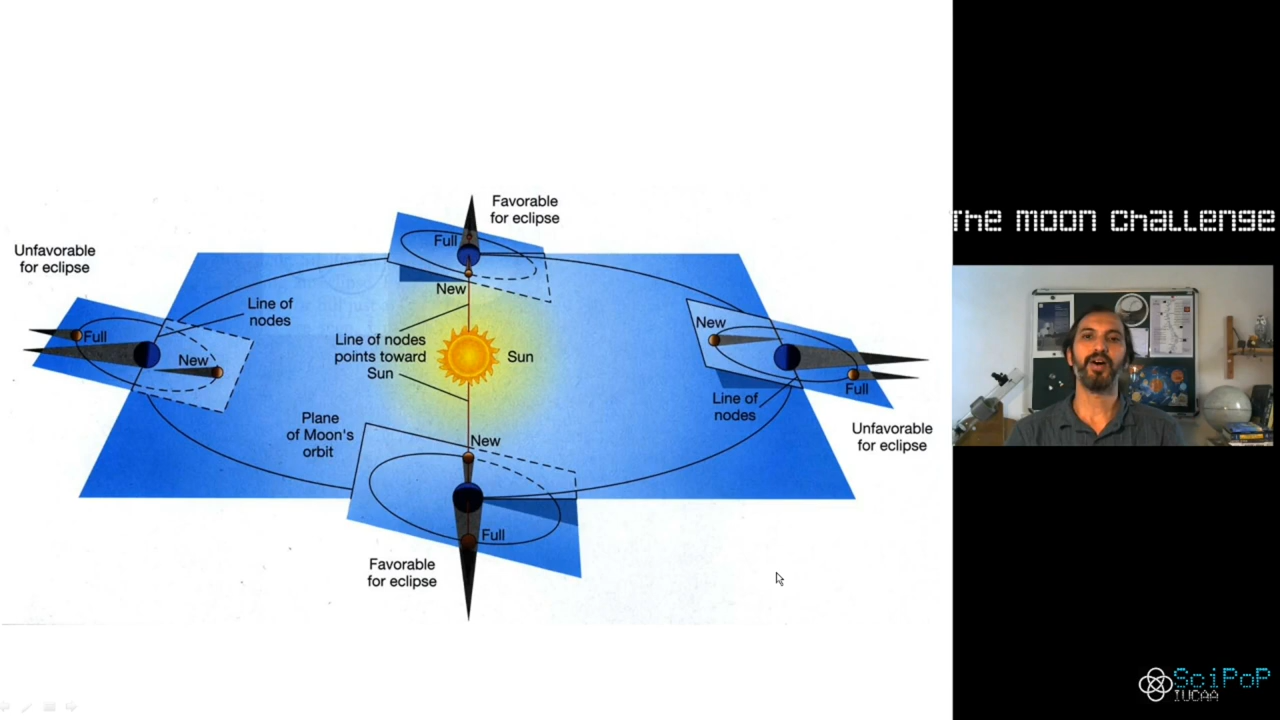 Favorable
for eclipse
Unfavorable
for eclipse
Full
New
Line of
nodes
Full
New
Line of nodes
points toward
Sun
Sun
New
Full
Line of
nodes
Unfavorable
for eclipse
Plane
of Moon's
orbit
New
Full
Favorable
for eclipse
The moon challenge
SciPoP
IUCAA